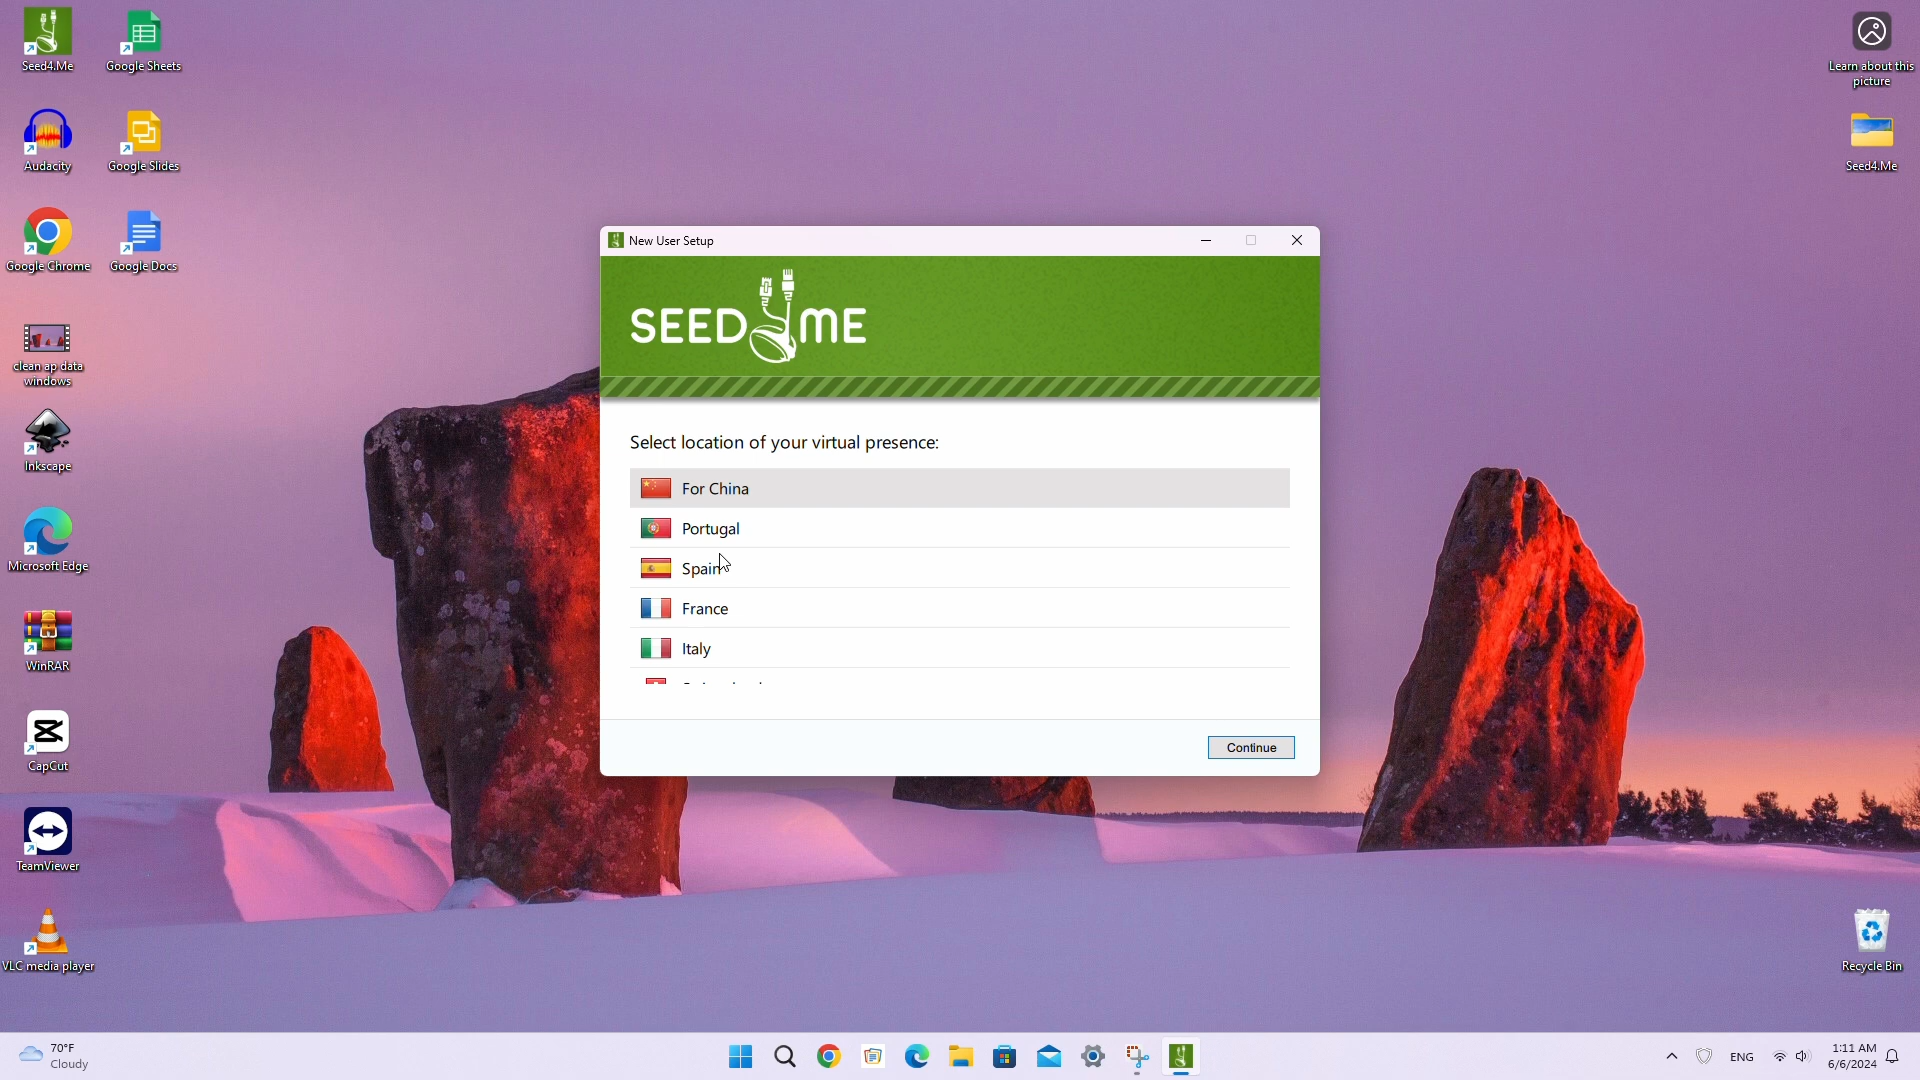 Seed4.Me
Google Sheets
Learn about this
picture
Audacity
Google Slides
Seed4.Me
Google Chrome
Google Docs
New User Setup
SEED4ME
clean ap data
windows
Inkscape
Select location of your virtual presence:
For China
Portugal
Spain
France
Italy
Microsoft Edge
WinRAR
Continue
CapCut
TeamViewer
VLC media player
Recycle Bin
70°F
Cloudy
ENG
1:11 AM
6/6/2024